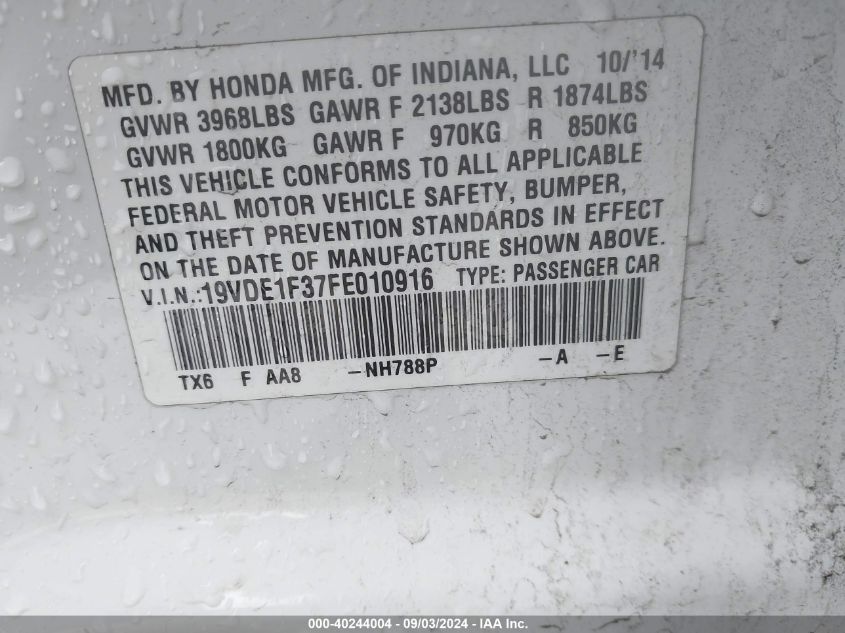 MFD. BY HONDA MFG. OF INDIANA, LLC 10/'14
GVWR 3968LBS GAWR F 2138LBS R 1874LBS
GVWR 1800KG GAWR F 970KG R 850KG
THIS VEHICLE CONFORMS TO ALL APPLICABLE
FEDERAL MOTOR VEHICLE SAFETY, BUMPER,
AND THEFT PREVENTION STANDARDS IN EFFECT
ON THE DATE OF MANUFACTURE SHOWN ABOVE.
V.I.N.:19VDE1F37FE010916 TYPE: PASSENGER CAR
TX6 F AA8 -NH788P -A -E
000-40244004 - 09/03/2024 - IAA Inc.